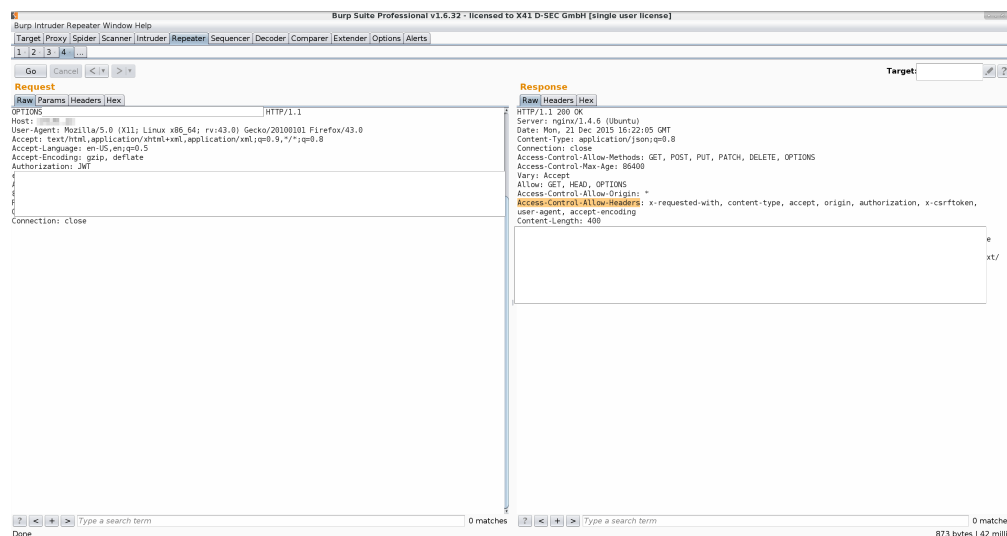 Burp Suite Professional v1.6.32 - licensed to X41 D-SEC GmbH [single user license]
Burp Intruder Repeater Window Help
Target Proxy Spider Scanner Intruder Repeater Sequencer Decoder Comparer Extender Options Alerts
1 2 3 4 ...
Go Cancel < > Target: ?
Request
Raw Params Headers Hex
OPTIONS HTTP/1.1
Host:
User-Agent: Mozilla/5.0 (X11; Linux x86_64; rv:43.0) Gecko/20100101 Firefox/43.0
Accept: text/html,application/xhtml+xml,application/xml;q=0.9,*/*;q=0.8
Accept-Language: en-US,en;q=0.5
Accept-Encoding: gzip, deflate
Authorization: JWT
Connection: close
? < + > Type a search term 0 matches
Done
Response
Raw Headers Hex
HTTP/1.1 200 OK
Server: nginx/1.4.6 (Ubuntu)
Date: Mon, 21 Dec 2015 16:22:05 GMT
Content-Type: application/json;q=0.8
Connection: close
Access-Control-Allow-Methods: GET, POST, PUT, PATCH, DELETE, OPTIONS
Access-Control-Max-Age: 86400
Vary: Accept
Allow: GET, HEAD, OPTIONS
Access-Control-Allow-Origin: *
Access-Control-Allow-Headers: x-requested-with, content-type, accept, origin, authorization, x-csrftoken,
user-agent, accept-encoding
Content-Length: 400
e
xt/
? < + > Type a search term 0 matche
873 bytes | 42 milli